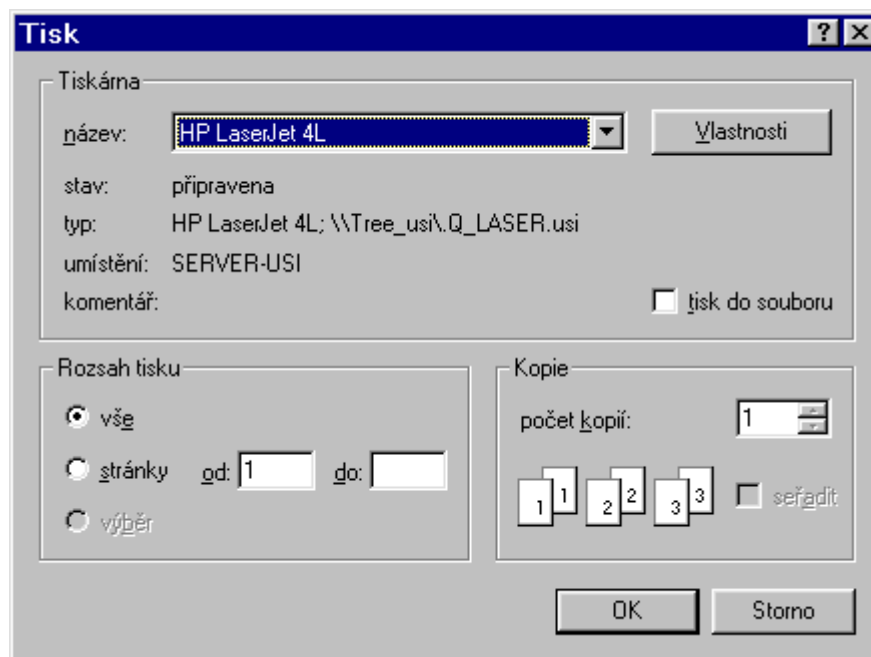 Tisk
Tiskárna
název: HP LaserJet 4L Vlastnosti
stav: připravena
typ: HP LaserJet 4L; \\Tree_usi\.Q_LASER.usi
umístění: SERVER-USI
komentář: tisk do souboru
Rozsah tisku
vše
stránky od: 1 do:
výběr
Kopie
počet kopií: 1
1 1 2 2 3 3 seřadit
OK Storno